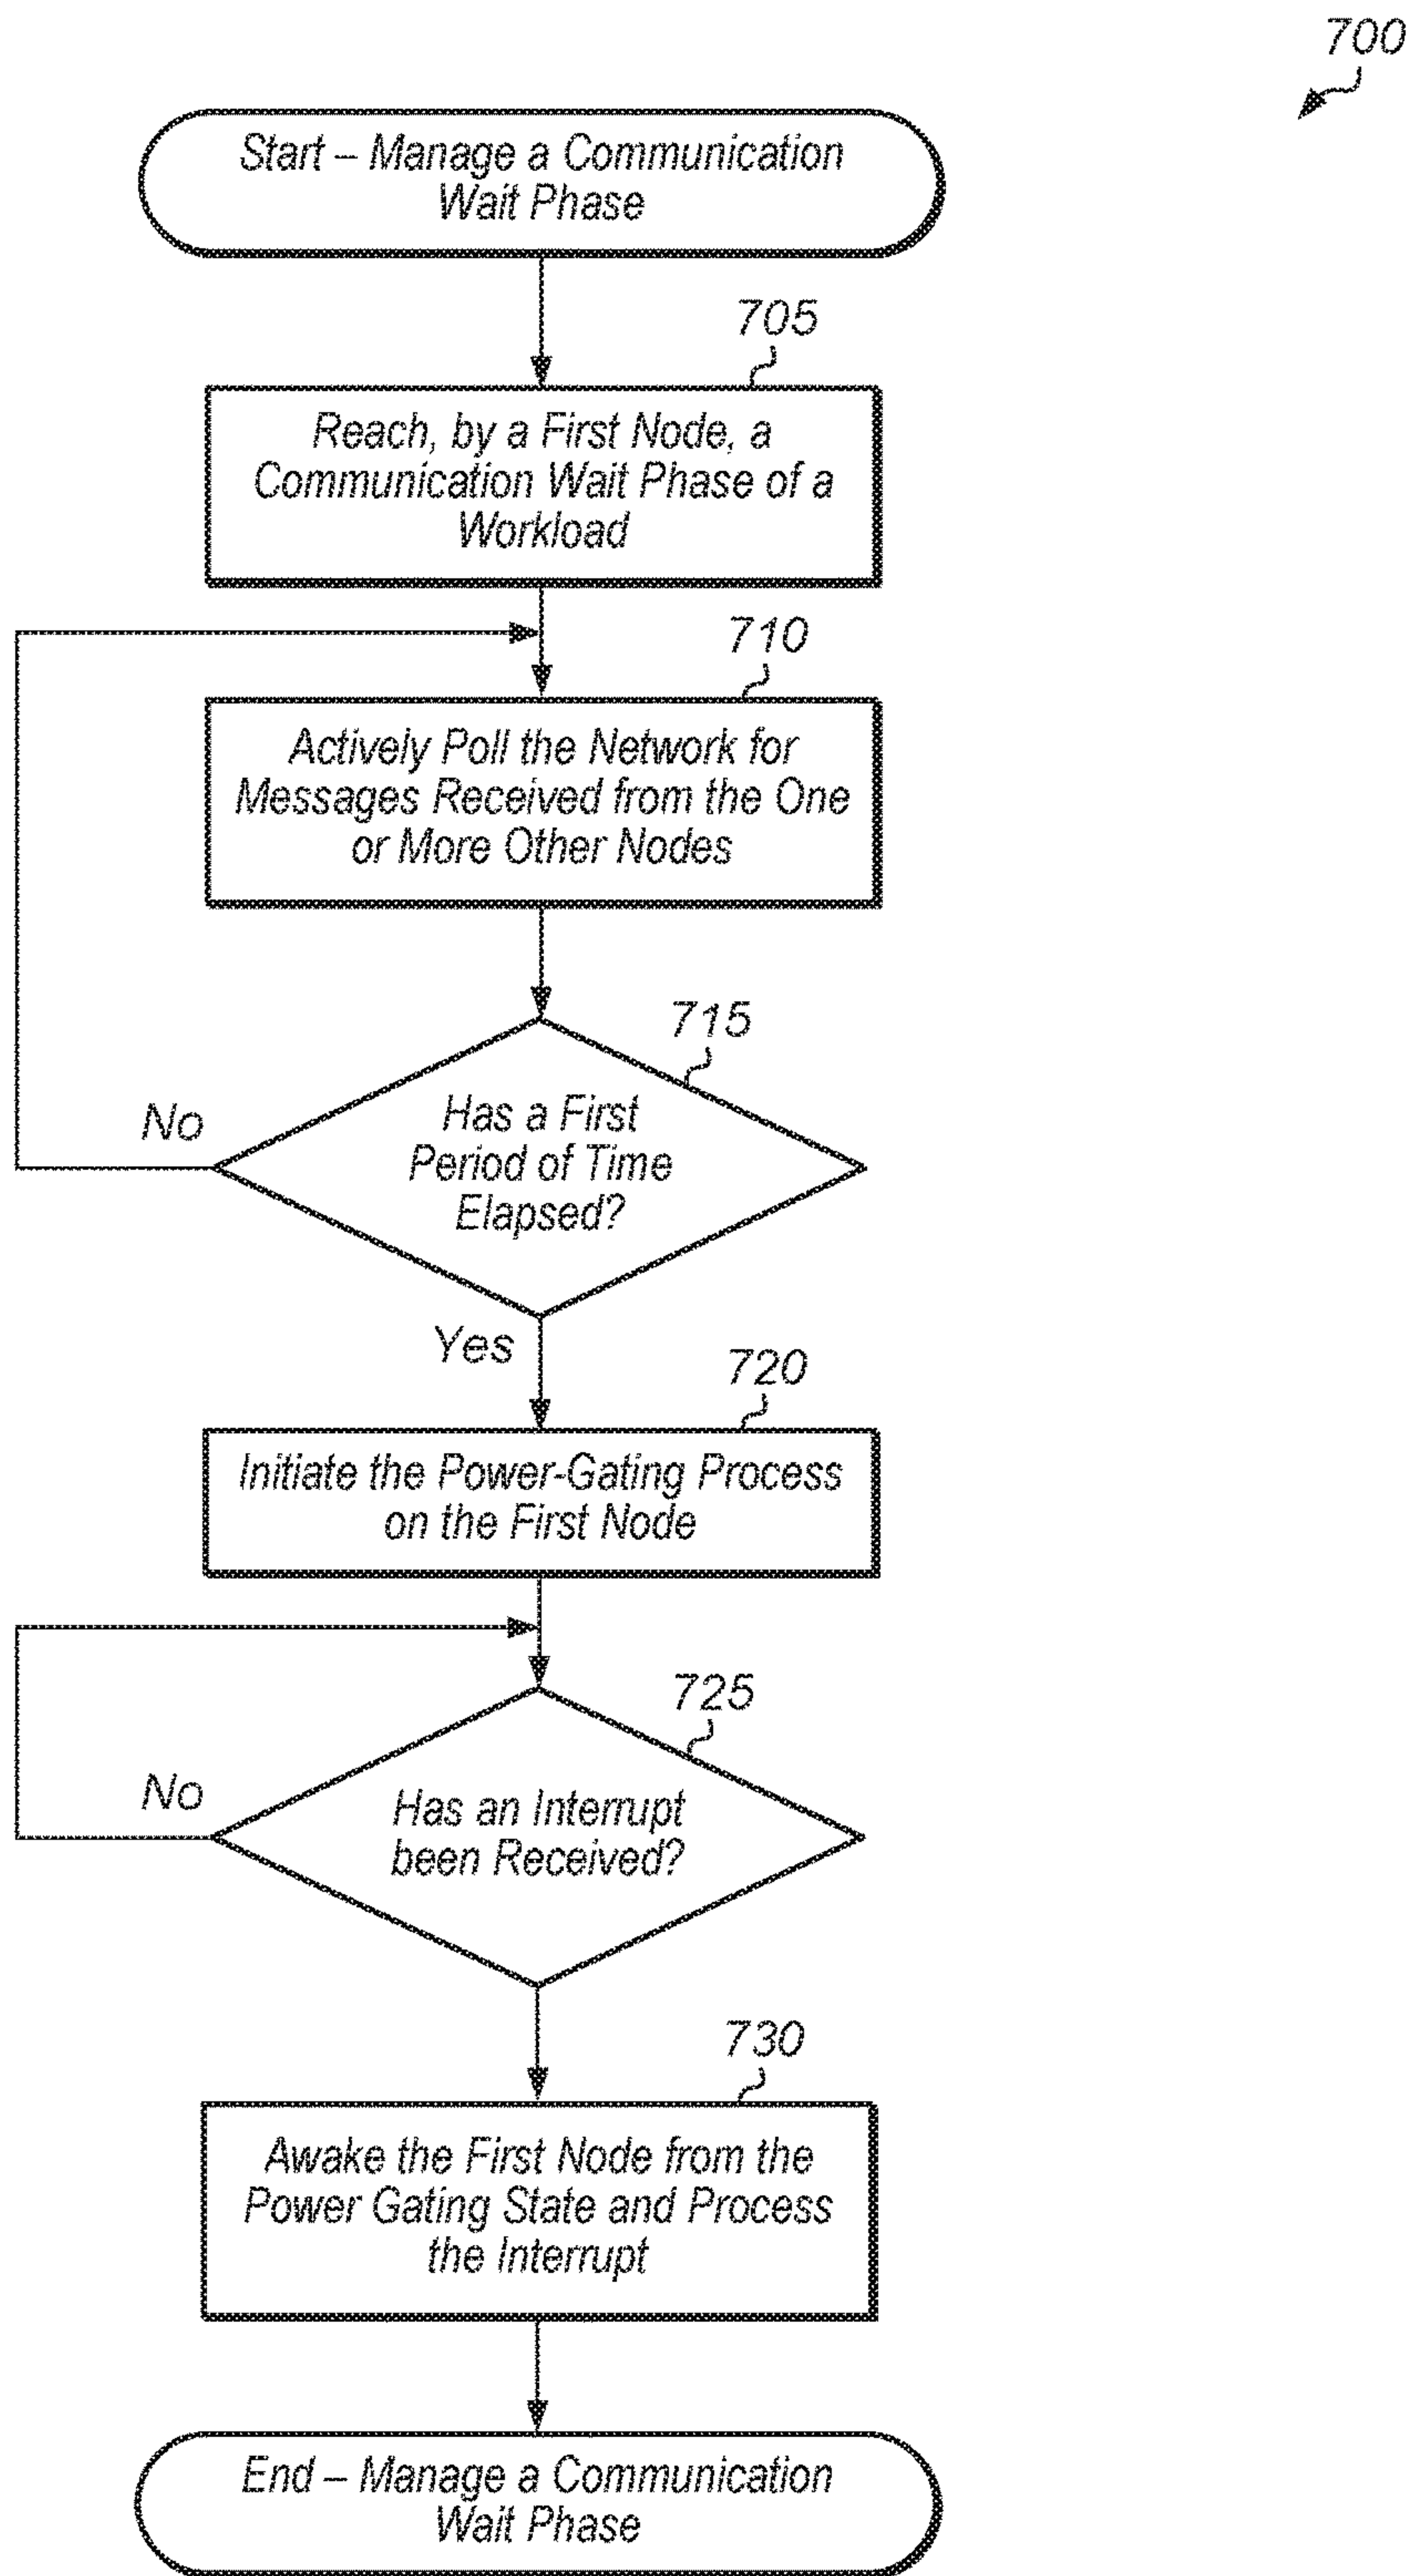 700
Start – Manage a Communication
Wait Phase
705
Reach, by a First Node, a
Communication Wait Phase of a
Workload
710
Actively Poll the Network for
Messages Received from the One
or More Other Nodes
715
Has a First
Period of Time
Elapsed?
No
Yes
720
Initiate the Power-Gating Process
on the First Node
725
Has an Interrupt
been Received?
No
730
Awake the First Node from the
Power Gating State and Process
the Interrupt
End – Manage a Communication
Wait Phase